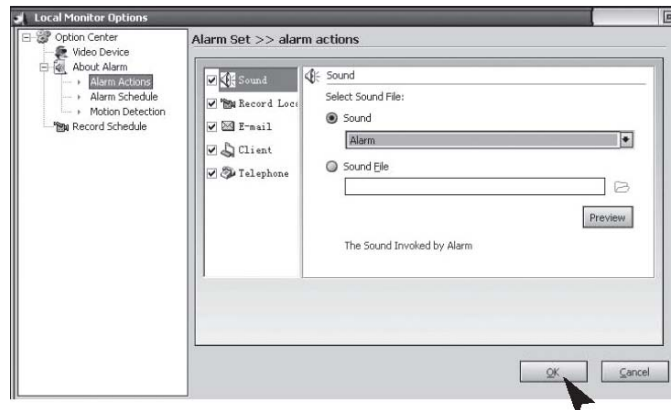 Local Monitor Options
Option Center
Video Device
About Alarm
Alarm Actions
Alarm Schedule
Motion Detection
Record Schedule
Alarm Set >> alarm actions
Sound
Record Loc
E-mail
Client
Telephone
Sound
Select Sound File:
Sound
Alarm
Sound File
Preview
The Sound Invoked by Alarm
OK
Cancel